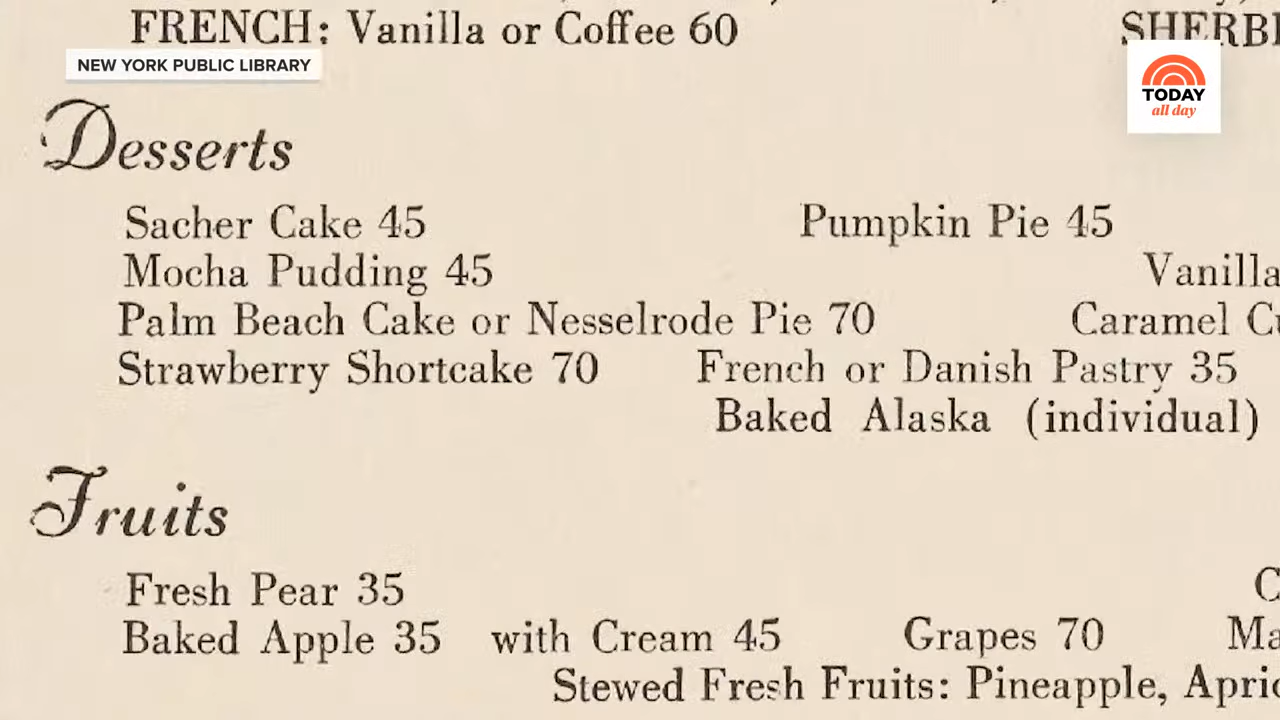 FRENCH: Vanilla or Coffee 60
NEW YORK PUBLIC LIBRARY
TODAY
all day
Desserts
Sacher Cake 45 Pumpkin Pie 45
Mocha Pudding 45 Vanilla
Palm Beach Cake or Nesselrode Pie 70 Caramel
Strawberry Shortcake 70 French or Danish Pastry 35
Baked Alaska (individual)
Fruits
Fresh Pear 35
Baked Apple 35 with Cream 45 Grapes 70
Stewed Fresh Fruits: Pineapple,